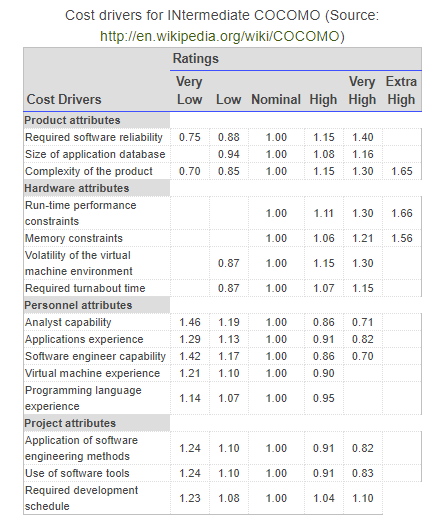 Cost drivers for INtermediate COCOMO (Source:
http://en.wikipedia.org/wiki/COCOMO)
Ratings
Cost Drivers Very Low Low Nominal High Very High Extra High
Product attributes
Required software reliability 0.75 0.88 1.00 1.15 1.40
Size of application database 0.94 1.00 1.08 1.16
Complexity of the product 0.70 0.85 1.00 1.15 1.30 1.65
Hardware attributes
Run-time performance
constraints 1.00 1.11 1.30 1.66
Memory constraints 1.00 1.06 1.21 1.56
Volatility of the virtual
machine environment 0.87 1.00 1.15 1.30
Required turnabout time 0.87 1.00 1.07 1.15
Personnel attributes
Analyst capability 1.46 1.19 1.00 0.86 0.71
Applications experience 1.29 1.13 1.00 0.91 0.82
Software engineer capability 1.42 1.17 1.00 0.86 0.70
Virtual machine experience 1.21 1.10 1.00 0.90
Programming language
experience 1.14 1.07 1.00 0.95
Project attributes
Application of software
engineering methods 1.24 1.10 1.00 0.91 0.82
Use of software tools 1.24 1.10 1.00 0.91 0.83
Required development
schedule 1.23 1.08 1.00 1.04 1.10